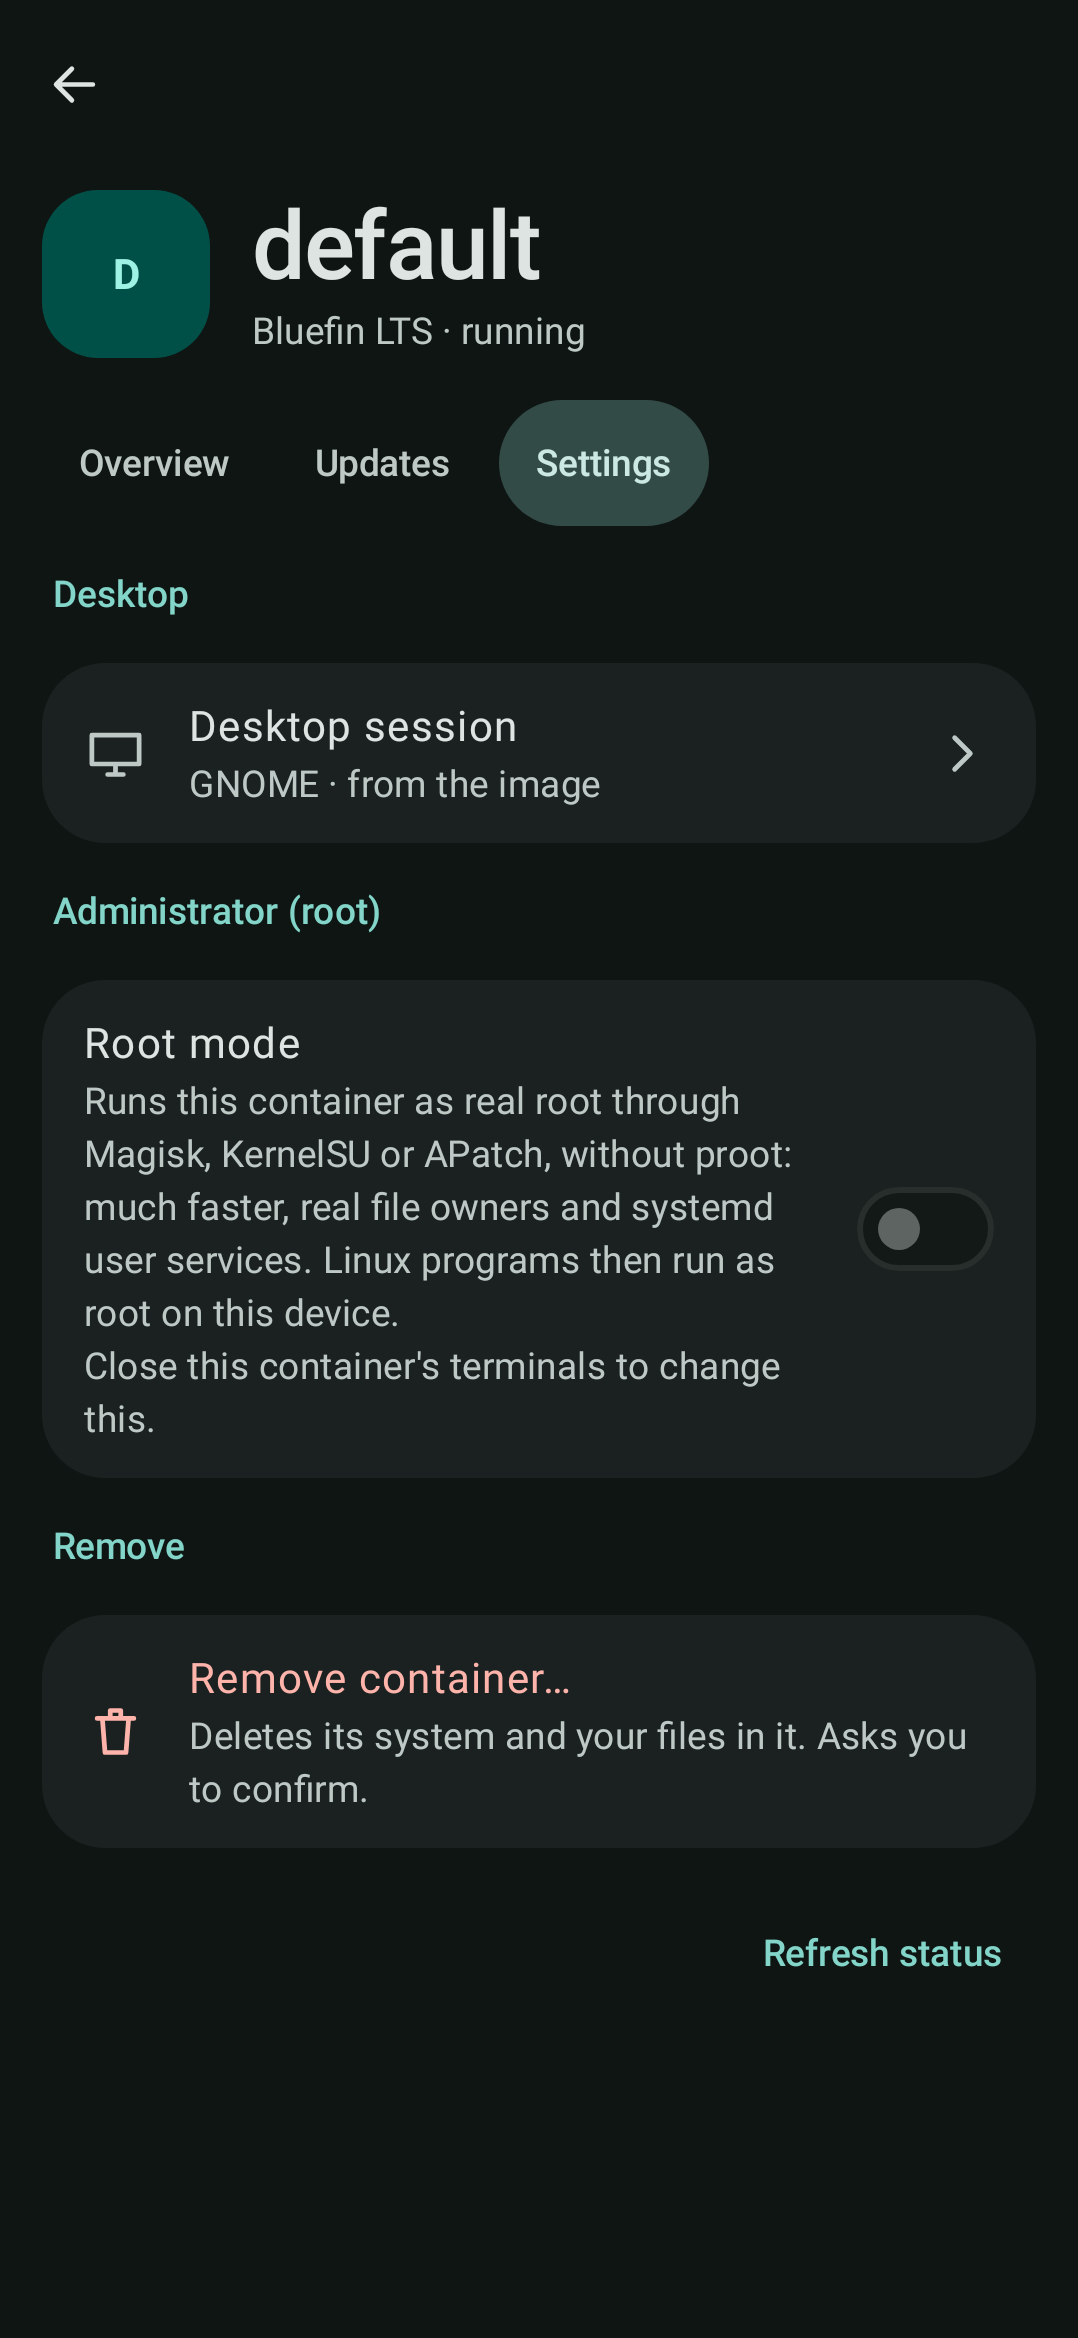 D
default
Bluefin LTS · running
Overview
Updates
Settings
Desktop
Desktop session
GNOME · from the image
Administrator (root)
Root mode
Runs this container as real root through
Magisk, KernelSU or APatch, without proot:
much faster, real file owners and systemd
user services. Linux programs then run as
root on this device.
Close this container's terminals to change
this.
Remove
Remove container…
Deletes its system and your files in it. Asks you
to confirm.
Refresh status